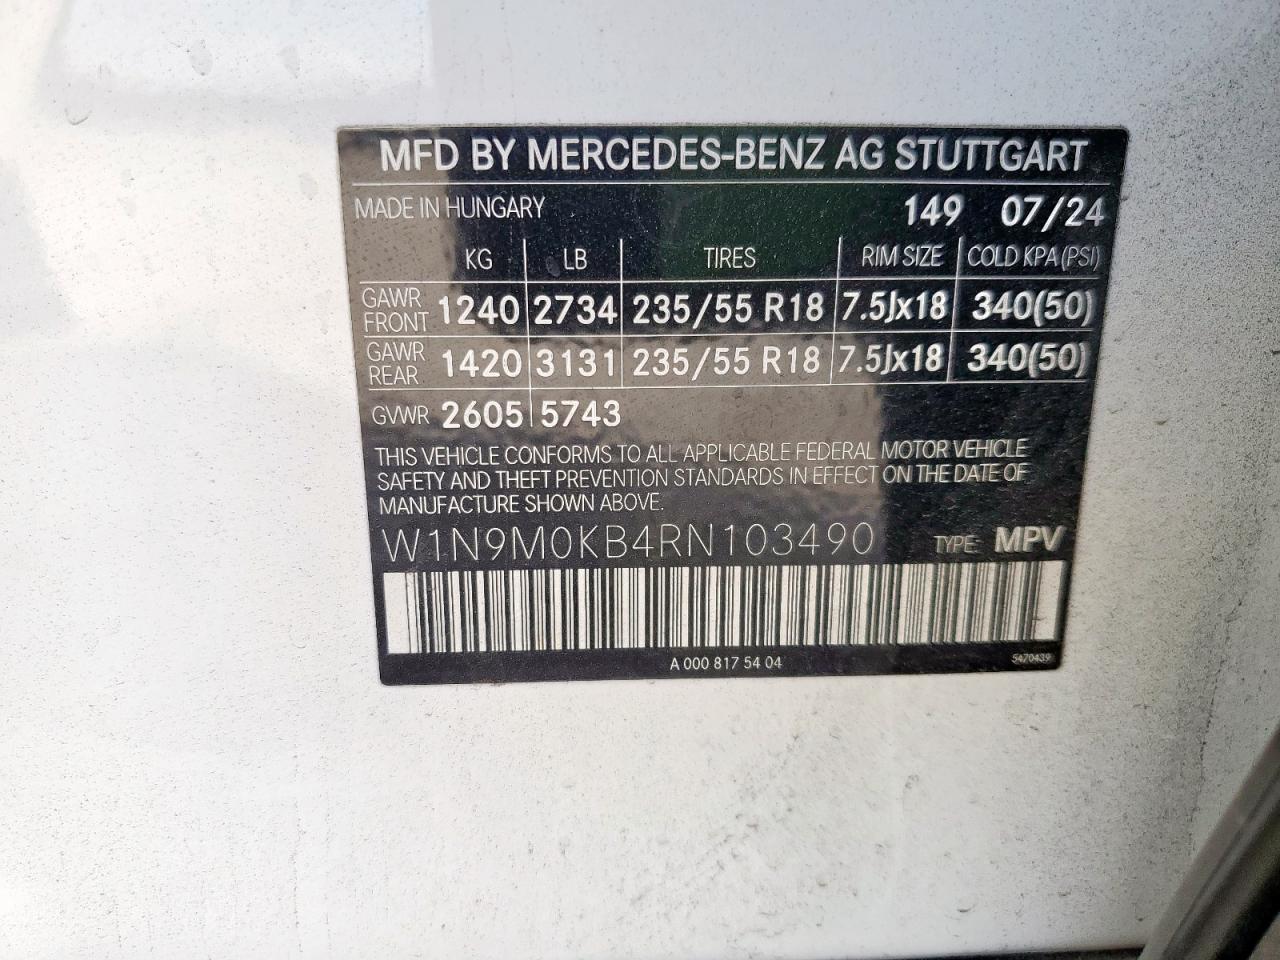 MFD BY MERCEDES-BENZ AG STUTTGART
MADE IN HUNGARY 149 07/24
KG LB TIRES RIM SIZE COLD KPA (PSI)
GAWR FRONT 1240 2734 235/55 R18 7.5Jx18 340(50)
GAWR REAR 1420 3131 235/55 R18 7.5Jx18 340(50)
GVWR 2605 5743
THIS VEHICLE CONFORMS TO ALL APPLICABLE FEDERAL MOTOR VEHICLE
SAFETY AND THEFT PREVENTION STANDARDS IN EFFECT ON THE DATE OF
MANUFACTURE SHOWN ABOVE.
W1N9M0KB4RN103490 TYPE: MPV
A 000 817 54 04 5470439